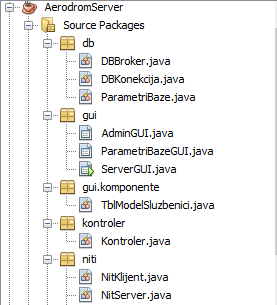 AerodromServer
Source Packages
db
DBBroker.java
DBKonekcija.java
ParametriBaze.java
gui
AdminGUI.java
ParametriBazeGUI.java
ServerGUI.java
gui.komponente
TblModelSluzbenici.java
kontroler
Kontroler.java
niti
NitKlijent.java
NitServer.java